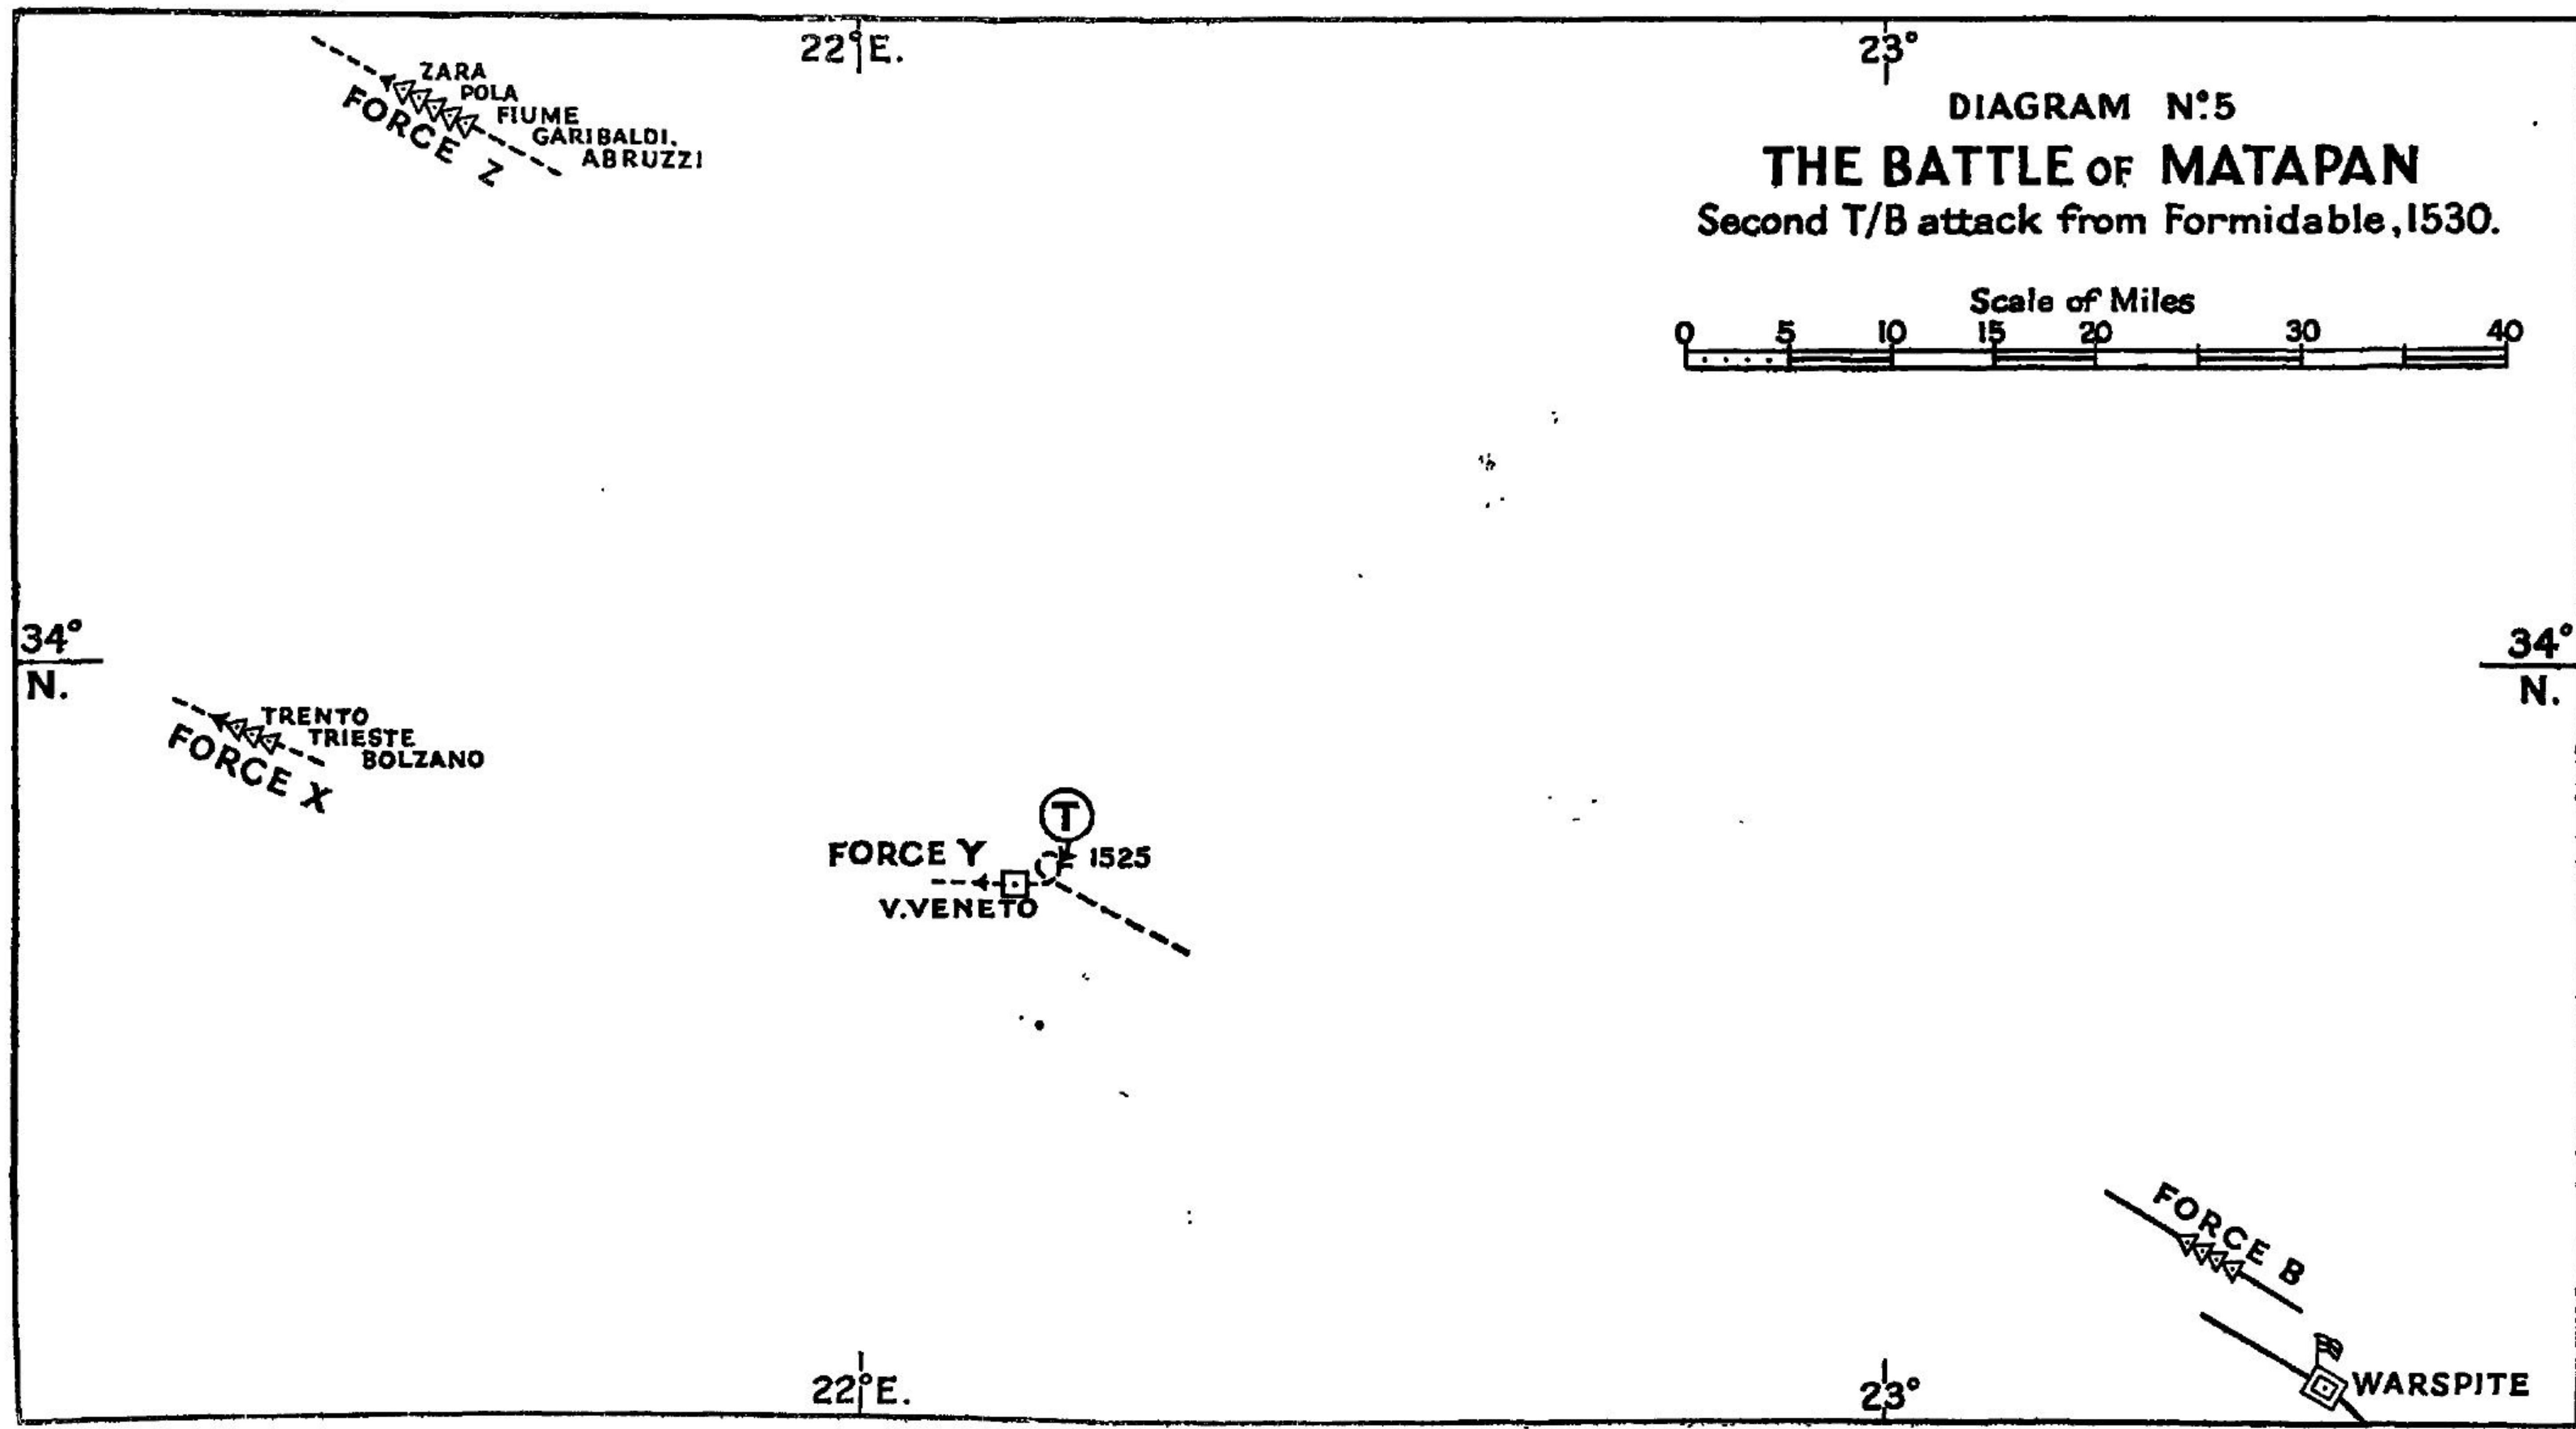 22°E.
23°
DIAGRAM Nº.5
THE BATTLE OF MATAPAN
Second T/B attack from Formidable, 1530.
Scale of Miles
0 5 10 15 20 30 40
ZARA
POLA
FIUME
GARIBALDI.
ABRUZZI
FORCE Z
34°
N.
34°
N.
TRENTO
TRIESTE
BOLZANO
FORCE X
T
FORCE Y
1525
V.VENETO
FORCE B
WARSPITE
22°E.
23°